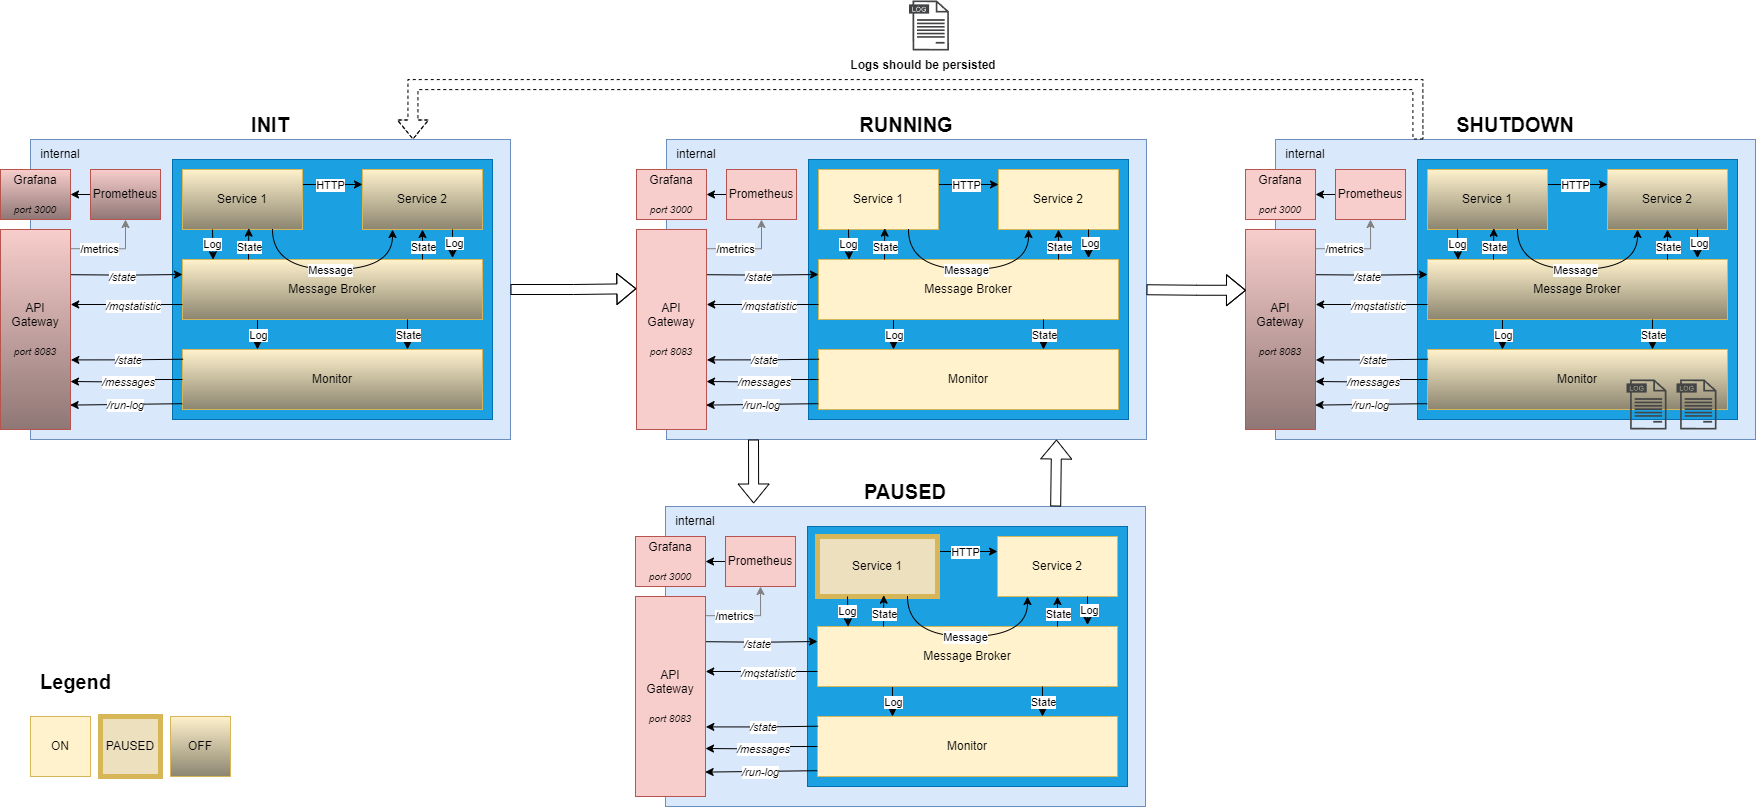 LOG
Logs should be persisted
INIT
internal
Grafana
port 3000
Prometheus
/metrics
API
Gateway
port 8083
Service 1
HTTP
Service 2
Log
State
State
Log
Message
Message Broker
/state
/mqstatistic
Log
State
/state
/messages
/run-log
Monitor
RUNNING
internal
Grafana
port 3000
Prometheus
/metrics
API
Gateway
port 8083
Service 1
HTTP
Service 2
Log
State
State
Log
Message
Message Broker
/state
/mqstatistic
Log
State
/state
/messages
/run-log
Monitor
SHUTDOWN
internal
Grafana
port 3000
Prometheus
/metrics
API
Gateway
port 8083
Service 1
HTTP
Service 2
Log
State
State
Log
Message
Message Broker
/state
/mqstatistic
Log
State
/state
/messages
/run-log
Monitor
LOG
LOG
PAUSED
internal
Grafana
port 3000
Prometheus
/metrics
API
Gateway
port 8083
Service 1
HTTP
Service 2
Log
State
State
Log
Message
Message Broker
/state
/mqstatistic
Log
State
/state
/messages
/run-log
Monitor
Legend
ON
PAUSED
OFF